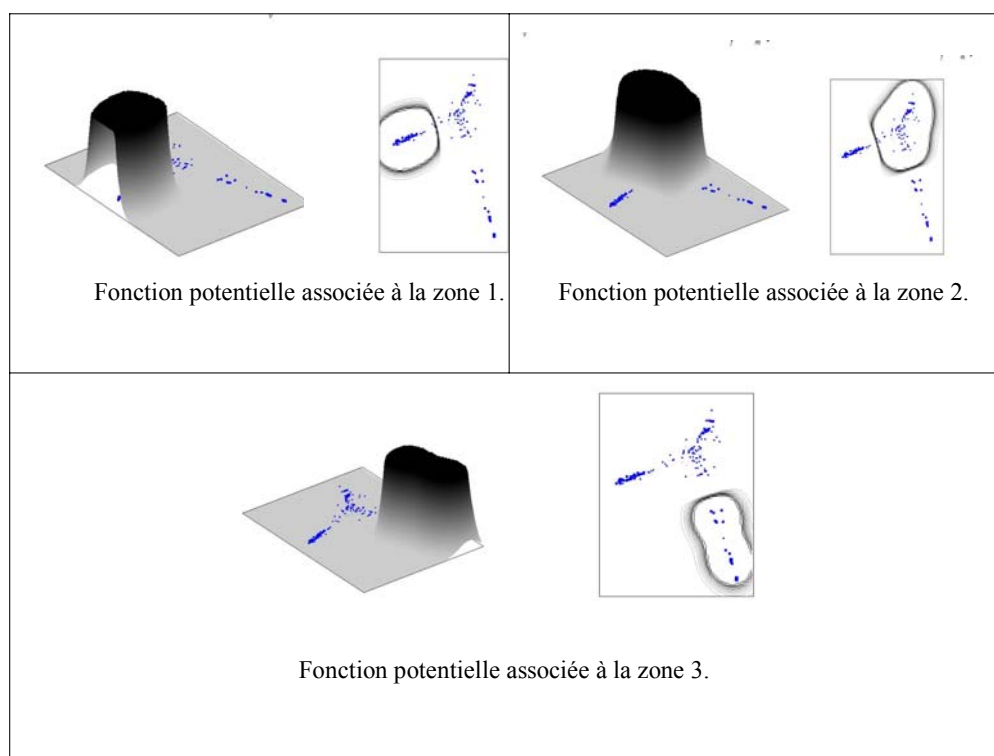 Fonction potentielle associée à la zone 1.
Fonction potentielle associée à la zone 2.
Fonction potentielle associée à la zone 3.